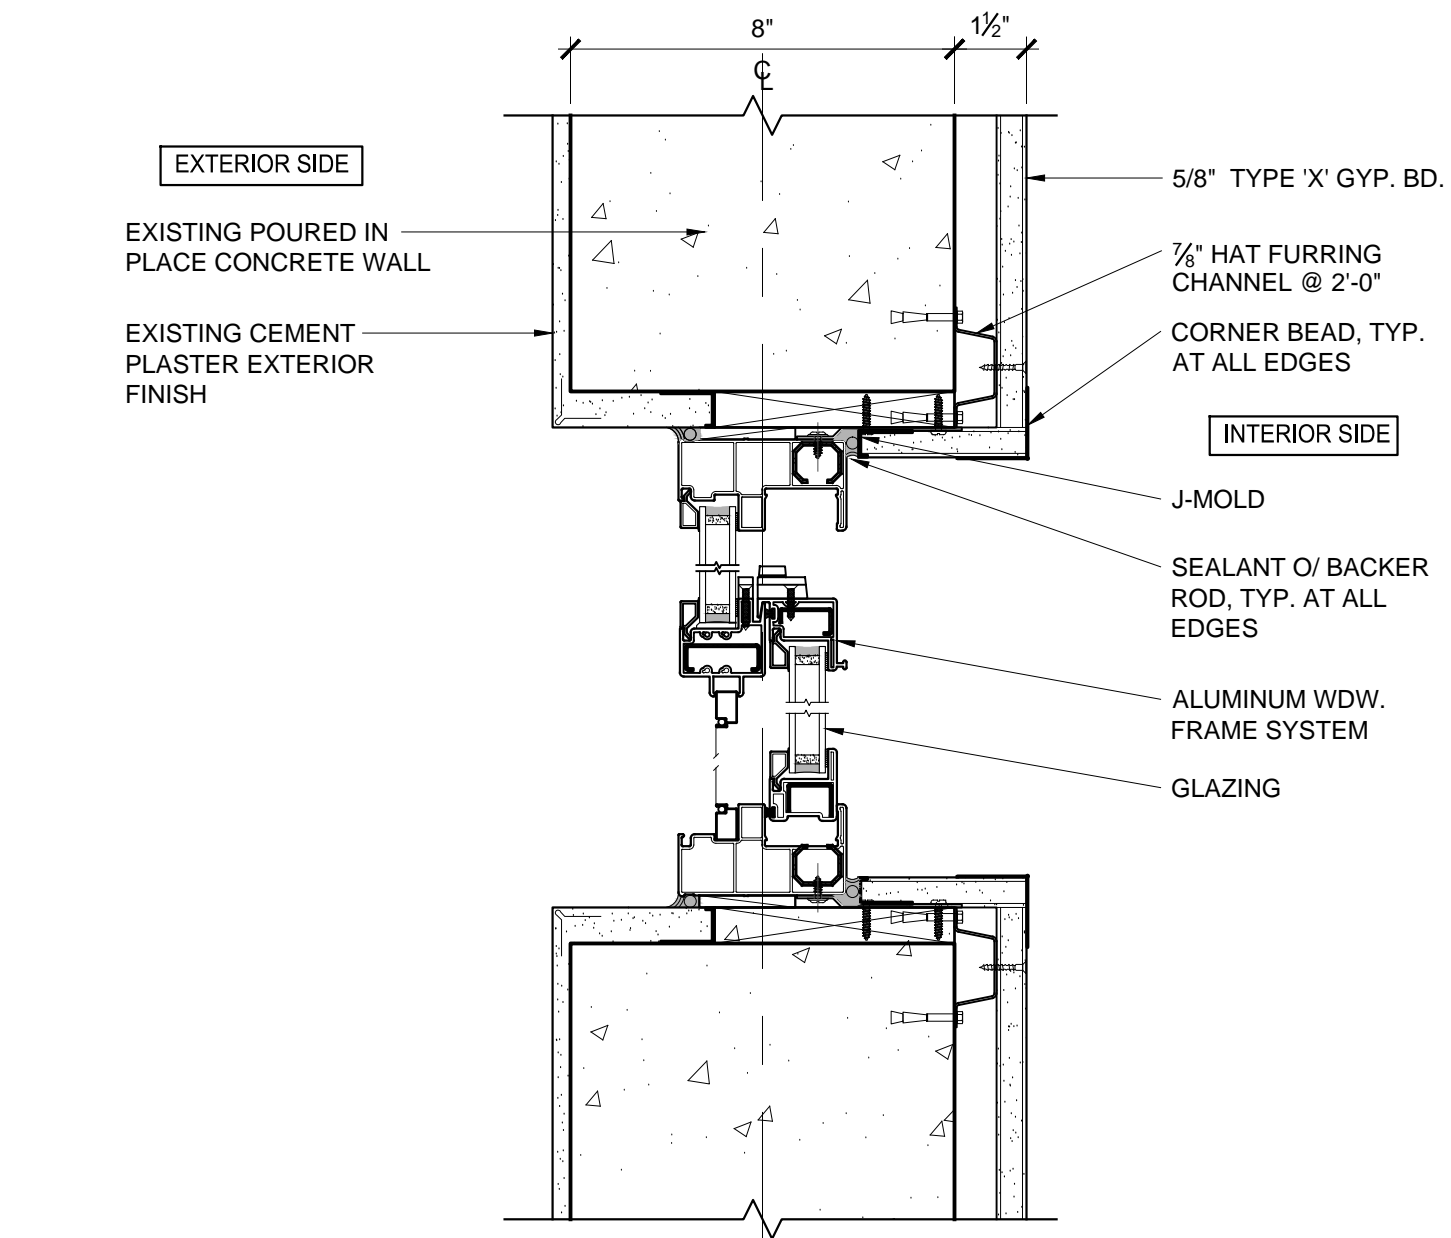 8"
1½"
℄
EXTERIOR SIDE
EXISTING POURED IN
PLACE CONCRETE WALL
EXISTING CEMENT
PLASTER EXTERIOR
FINISH
5/8" TYPE 'X' GYP. BD.
⅞" HAT FURRING
CHANNEL @ 2'-0"
CORNER BEAD, TYP.
AT ALL EDGES
INTERIOR SIDE
J-MOLD
SEALANT O/ BACKER
ROD, TYP. AT ALL
EDGES
ALUMINUM WDW.
FRAME SYSTEM
GLAZING